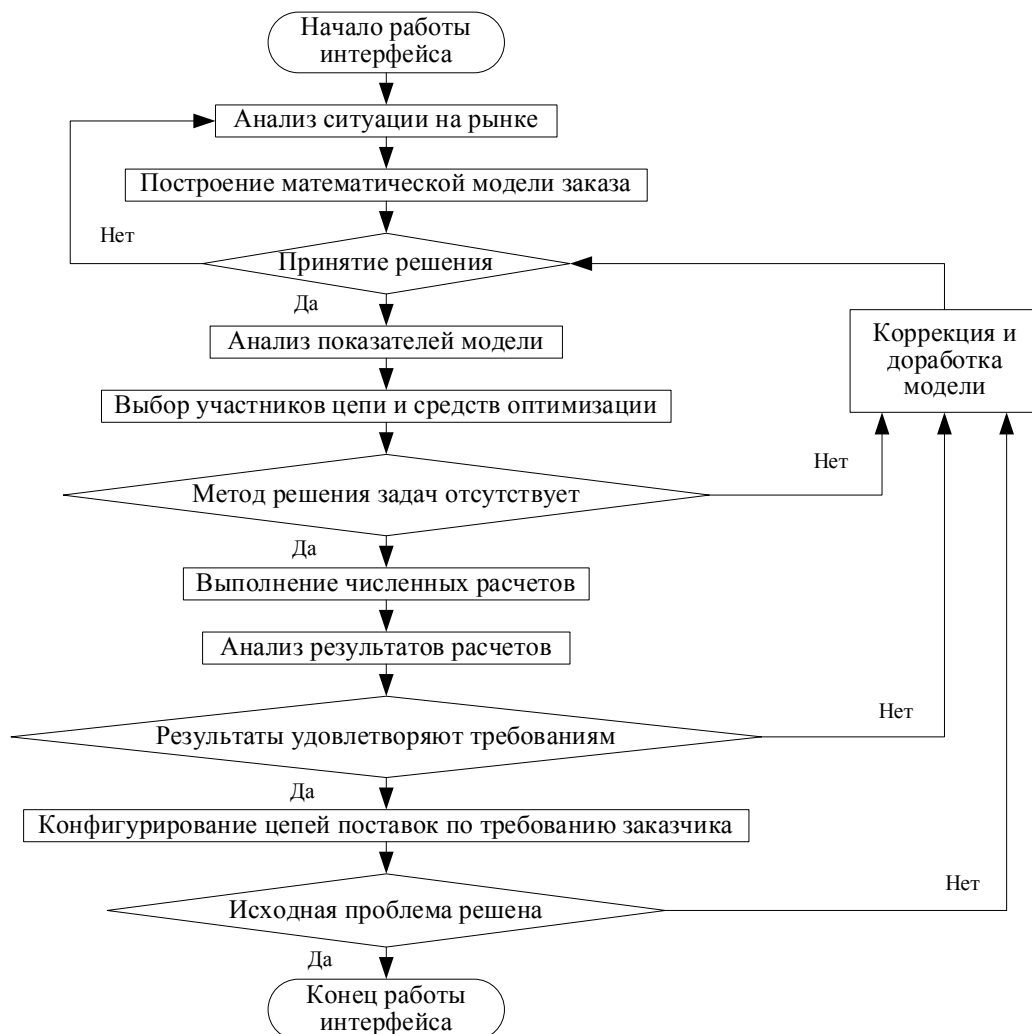 Начало работы
интерфейса
Анализ ситуации на рынке
Построение математической модели заказа
Нет
Принятие решения
Да
Анализ показателей модели
Коррекция и
доработка
модели
Выбор участников цепи и средств оптимизации
Нет
Метод решения задач отсутствует
Да
Выполнение численных расчетов
Анализ результатов расчетов
Нет
Результаты удовлетворяют требованиям
Да
Конфигурирование цепей поставок по требованию заказчика
Нет
Исходная проблема решена
Да
Конец работы
интерфейса